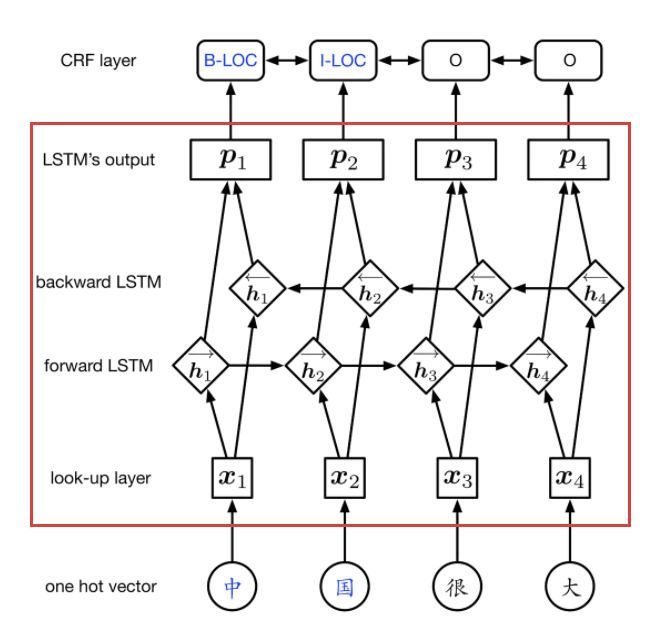 CRF layer B-LOC I-LOC O O
LSTM's output p₁ p₂ p₃ p₄
backward LSTM ←h₁ ←h₂ ←h₃ ←h₄
forward LSTM →h₁ →h₂ →h₃ →h₄
look-up layer x₁ x₂ x₃ x₄
one hot vector 中 国 很 大